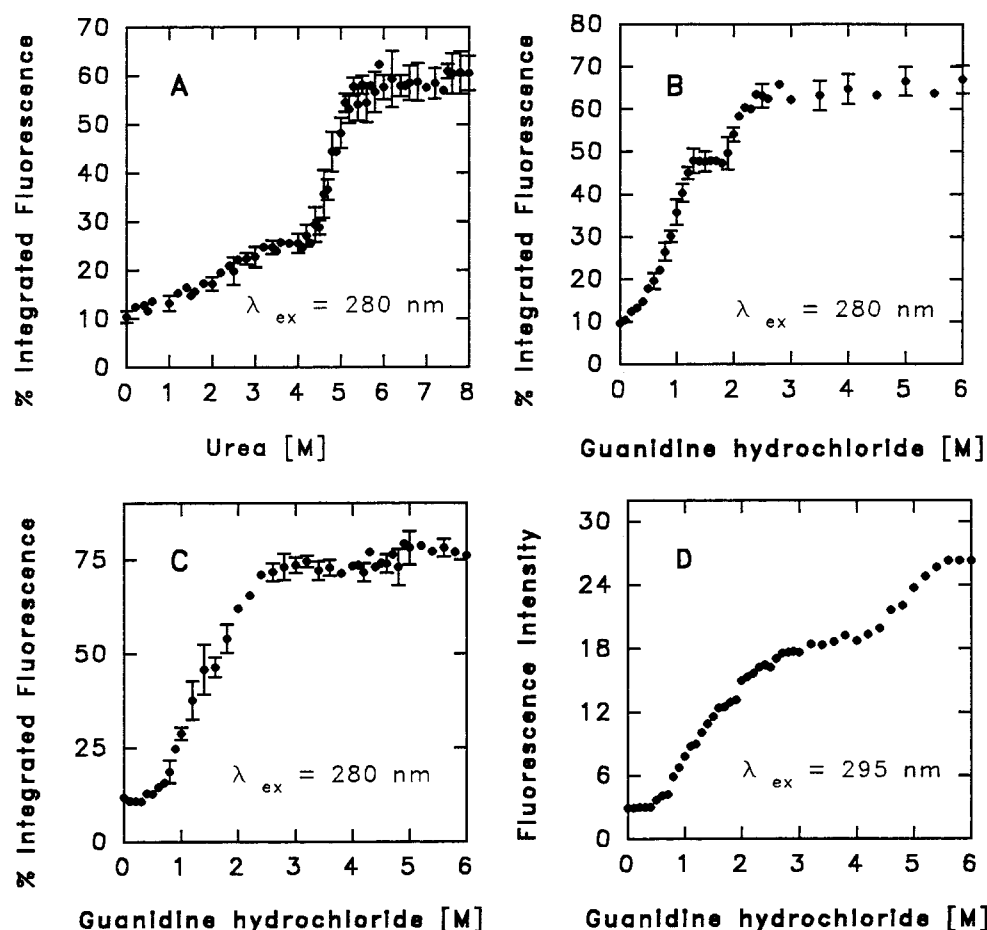 % Integrated Fluorescence
70
60
50
40
30
20
10
0
A
λ ex = 280 nm
0 1 2 3 4 5 6 7 8
Urea [M]
% Integrated Fluorescence
80
70
60
50
40
30
20
10
0
B
λ ex = 280 nm
0 1 2 3 4 5 6
Guanidine hydrochloride [M]
% Integrated Fluorescence
75
50
25
0
C
λ ex = 280 nm
0 1 2 3 4 5 6
Guanidine hydrochloride [M]
Fluorescence Intensity
30
24
18
12
6
0
D
λ ex = 295 nm
0 1 2 3 4 5 6
Guanidine hydrochloride [M]